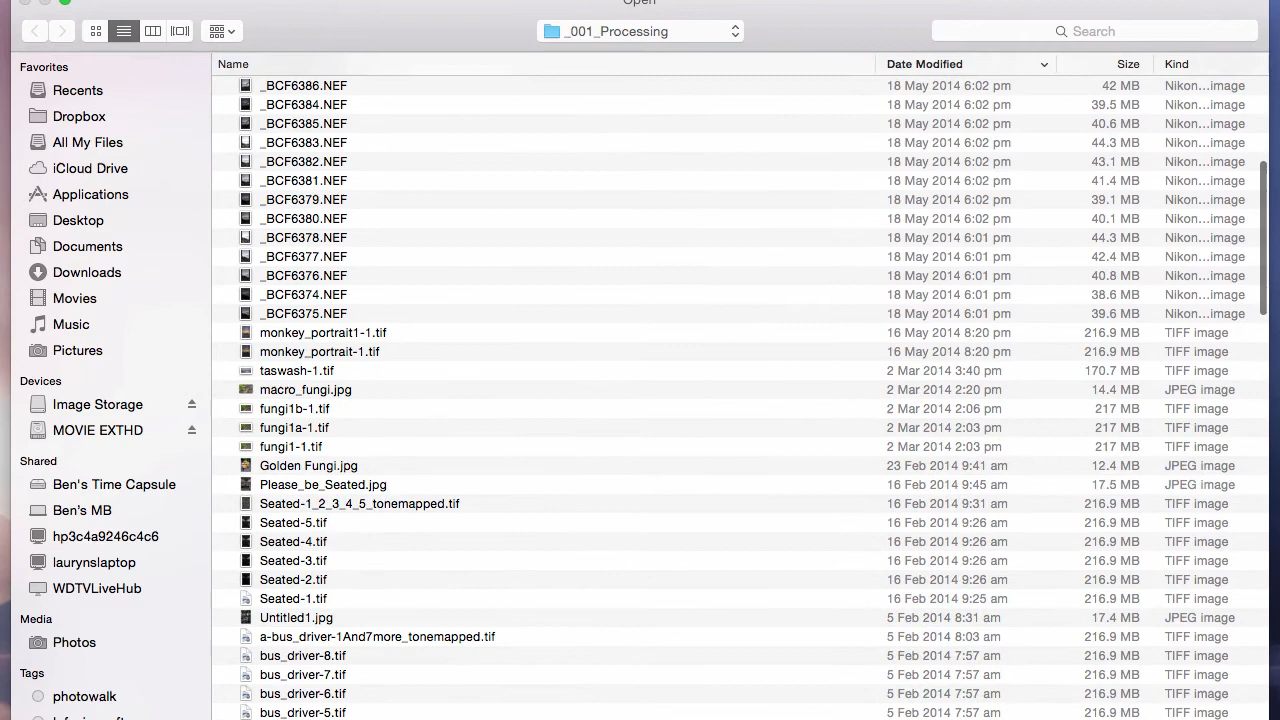 Open
_001_Processing
Search
Favorites
Recents
Dropbox
All My Files
iCloud Drive
Applications
Desktop
Documents
Downloads
Movies
Music
Pictures
Devices
Image Storage
MOVIE EXTHD
Shared
Ben's Time Capsule
Ben's MB
hp3c4a9246c4c6
laurynslaptop
WDTVLiveHub
Media
Photos
Tags
photowalk
Name Date Modified Size Kind
_BCF6386.NEF 18 May 2014 6:02 pm 42 MB Nikon...image
_BCF6384.NEF 18 May 2014 6:02 pm 39.5 MB Nikon...image
_BCF6385.NEF 18 May 2014 6:02 pm 40.6 MB Nikon...image
_BCF6383.NEF 18 May 2014 6:02 pm 44.3 MB Nikon...image
_BCF6382.NEF 18 May 2014 6:02 pm 43.1 MB Nikon...image
_BCF6381.NEF 18 May 2014 6:02 pm 41.4 MB Nikon...image
_BCF6379.NEF 18 May 2014 6:02 pm 39.1 MB Nikon...image
_BCF6380.NEF 18 May 2014 6:02 pm 40.1 MB Nikon...image
_BCF6378.NEF 18 May 2014 6:01 pm 44.3 MB Nikon...image
_BCF6377.NEF 18 May 2014 6:01 pm 42.4 MB Nikon...image
_BCF6376.NEF 18 May 2014 6:01 pm 40.8 MB Nikon...image
_BCF6374.NEF 18 May 2014 6:01 pm 38.6 MB Nikon...image
_BCF6375.NEF 18 May 2014 6:01 pm 39.6 MB Nikon...image
monkey_portrait1-1.tif 16 May 2014 8:20 pm 216.9 MB TIFF image
monkey_portrait-1.tif 16 May 2014 8:20 pm 216.9 MB TIFF image
taswash-1.tif 2 Mar 2014 3:40 pm 170.7 MB TIFF image
macro_fungi.jpg 2 Mar 2014 2:20 pm 14.4 MB JPEG image
fungi1b-1.tif 2 Mar 2014 2:06 pm 217 MB TIFF image
fungi1a-1.tif 2 Mar 2014 2:03 pm 217 MB TIFF image
fungi1-1.tif 2 Mar 2014 2:03 pm 217 MB TIFF image
Golden Fungi.jpg 23 Feb 2014 9:41 am 12.4 MB JPEG image
Please_be_Seated.jpg 16 Feb 2014 9:45 am 17.5 MB JPEG image
Seated-1_2_3_4_5_tonemapped.tif 16 Feb 2014 9:31 am 216.9 MB TIFF image
Seated-5.tif 16 Feb 2014 9:26 am 216.9 MB TIFF image
Seated-4.tif 16 Feb 2014 9:26 am 216.9 MB TIFF image
Seated-3.tif 16 Feb 2014 9:26 am 216.9 MB TIFF image
Seated-2.tif 16 Feb 2014 9:26 am 216.9 MB TIFF image
Seated-1.tif 16 Feb 2014 9:25 am 216.9 MB TIFF image
Untitled1.jpg 5 Feb 2014 8:31 am 17.4 MB JPEG image
a-bus_driver-1And7more_tonemapped.tif 5 Feb 2014 8:03 am 216.9 MB TIFF image
bus_driver-8.tif 5 Feb 2014 7:57 am 216.9 MB TIFF image
bus_driver-7.tif 5 Feb 2014 7:57 am 216.9 MB TIFF image
bus_driver-6.tif 5 Feb 2014 7:57 am 216.9 MB TIFF image
bus_driver-5.tif 5 Feb 2014 7:57 am 216.9 MB TIFF image